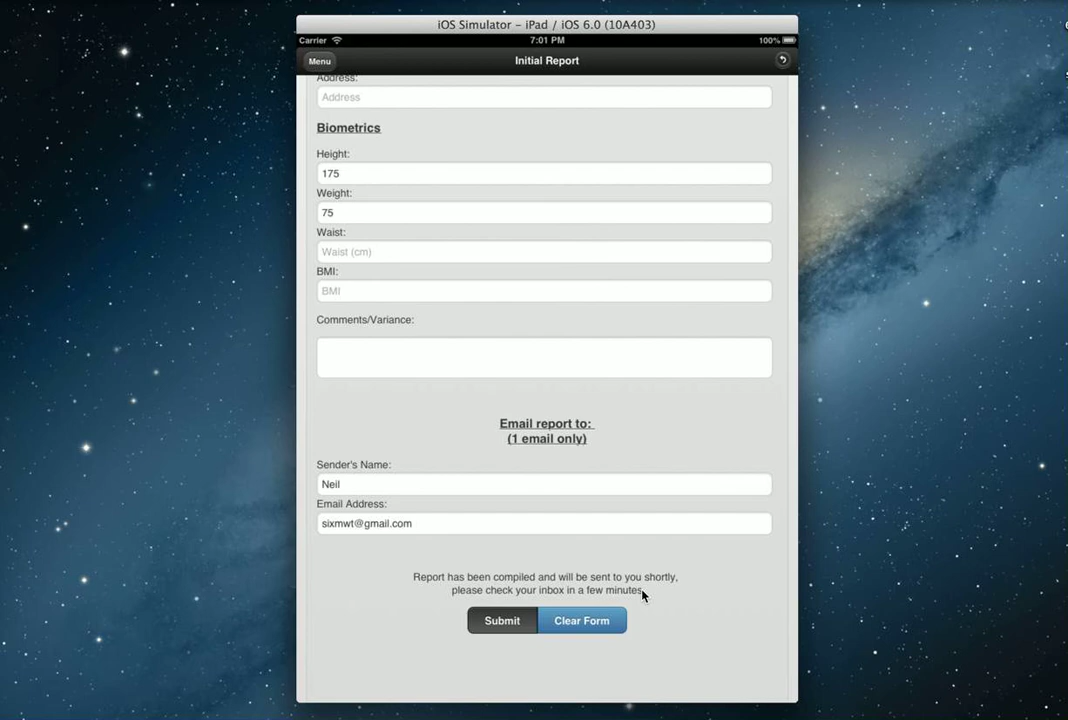 iOS Simulator – iPad / iOS 6.0 (10A403)
Carrier 7:01 PM 100%
Menu Initial Report
Address:
Address
Biometrics
Height:
175
Weight:
75
Waist:
Waist (cm)
BMI:
BMI
Comments/Variance:
Email report to:
(1 email only)
Sender's Name:
Neil
Email Address:
sixmwt@gmail.com
Report has been compiled and will be sent to you shortly,
please check your inbox in a few minutes.
Submit Clear Form